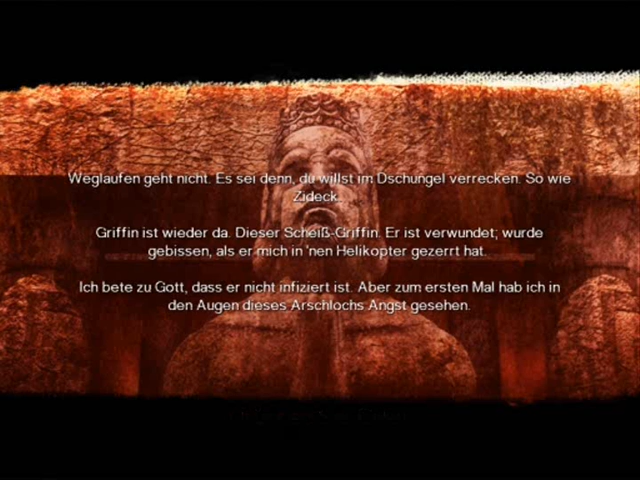 Weglaufen geht nicht. Es sei denn, du willst im Dschungel verrecken. So wie
Zideck.
Griffin ist wieder da. Dieser Scheiß-Griffin. Er ist verwundet; wurde
gebissen, als er mich in 'nen Helikopter gezerrt hat.
Ich bete zu Gott, dass er nicht infiziert ist. Aber zum ersten Mal hab ich in
den Augen dieses Arschlochs Angst gesehen.